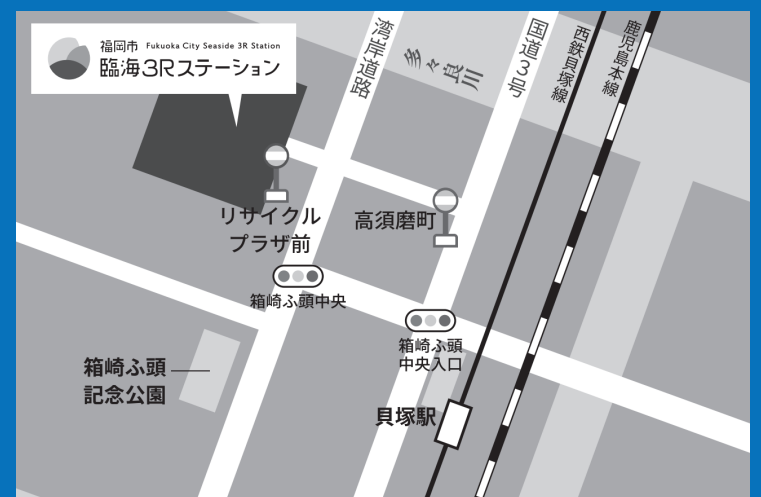 福岡市 Fukuoka City Seaside 3R Station
臨海3Rステーション
湾岸道路
多々良川
国道3号
西鉄貝塚線
鹿児島本線
リサイクル
プラザ前
高須磨町
箱崎ふ頭中央
箱崎ふ頭
中央入口
箱崎ふ頭
記念公園
貝塚駅